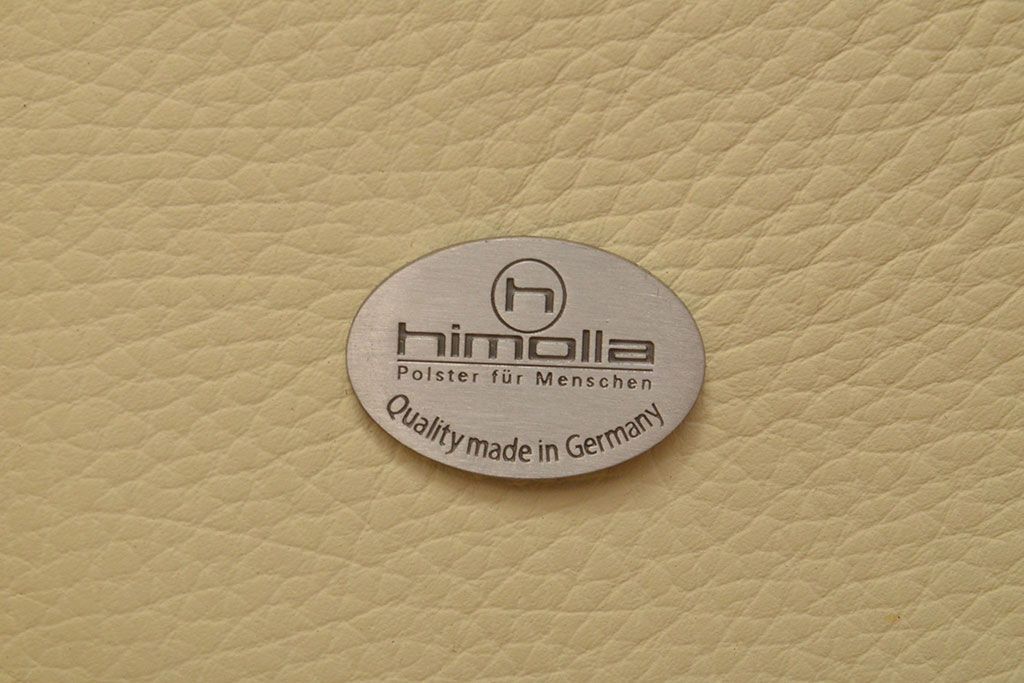 h
himolla
Polster für Menschen
Quality made in Germany